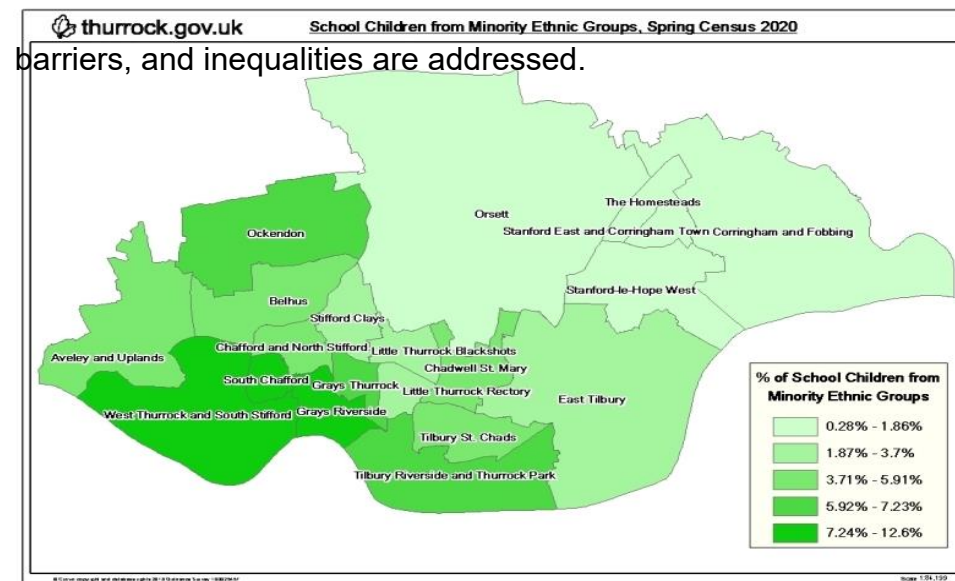 thurrock.gov.uk
School Children from Minority Ethnic Groups, Spring Census 2020
barriers, and inequalities are addressed.
Orsett
The Homesteads
Stanford East and Corringham Town
Corringham and Fobbing
Ockendon
Stanford-le-Hope West
Belhus
Stifford Clays
Aveley and Uplands
Chafford and North Stifford
Little Thurrock Blackshots
Chadwell St. Mary
South Chafford
Grays Thurrock
Little Thurrock Rectory
East Tilbury
West Thurrock and South Stifford
Grays Riverside
Tilbury St. Chads
Tilbury Riverside and Thurrock Park
% of School Children from
Minority Ethnic Groups
0.28% - 1.86%
1.87% - 3.7%
3.71% - 5.91%
5.92% - 7.23%
7.24% - 12.6%